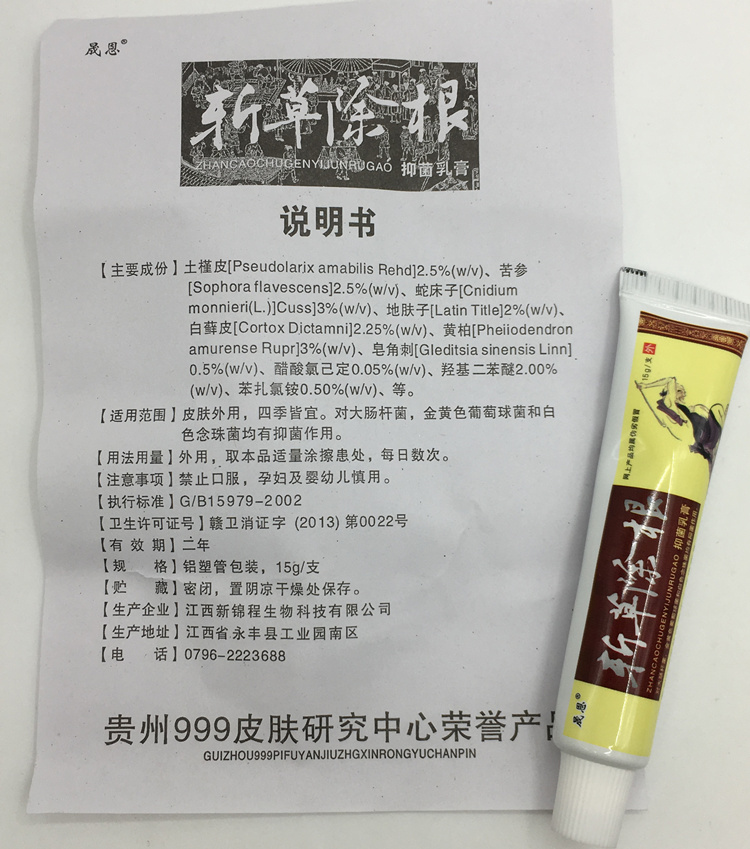 晟恩®
斩草除根
ZHANCAOCHUGENYIJUNRUGAO 抑菌乳膏
说明书
【主要成份】土槿皮[Pseudolarix amabilis Rehd]2.5%(w/v)、苦参
[Sophora flavescens]2.5%(w/v)、蛇床子[Cnidium
monnieri(L.)]Cuss]3%(w/v)、地肤子[Latin Title]2%(w/v)、
白藓皮[Cortox Dictamni]2.25%(w/v)、黄柏[Pheiiodendron
amurense Rupr]3%(w/v)、皂角刺[Gleditsia sinensis Linn]
0.5%(w/v)、醋酸氯己定0.05%(w/v)、羟基二苯醚2.00%
(w/v)、苯扎氯铵0.50%(w/v)、等。
【适用范围】皮肤外用，四季皆宜。对大肠杆菌，金黄色葡萄球菌和白
色念珠菌均有抑菌作用。
【用法用量】外用，取本品适量涂擦患处，每日数次。
【注意事项】禁止口服，孕妇及婴幼儿慎用。
【执行标准】G/B15979-2002
【卫生许可证号】赣卫消证字 (2013) 第0022号
【有 效 期】二年
【规 格】铝塑管包装，15g/支
【贮 藏】密闭，置阴凉干燥处保存。
【生产企业】江西新锦程生物科技有限公司
【生产地址】江西省永丰县工业园南区
【电 话】0796-2223688
贵州999皮肤研究中心荣誉产品
GUIZHOU999PIFUYANJIUZHGXINRONGYUCHANPIN
外
15g/支
网上产品均属仿劣假冒
斩草除根
ZHANCAOCHUGENYIJUNRUGAO 抑菌乳膏
晟恩®